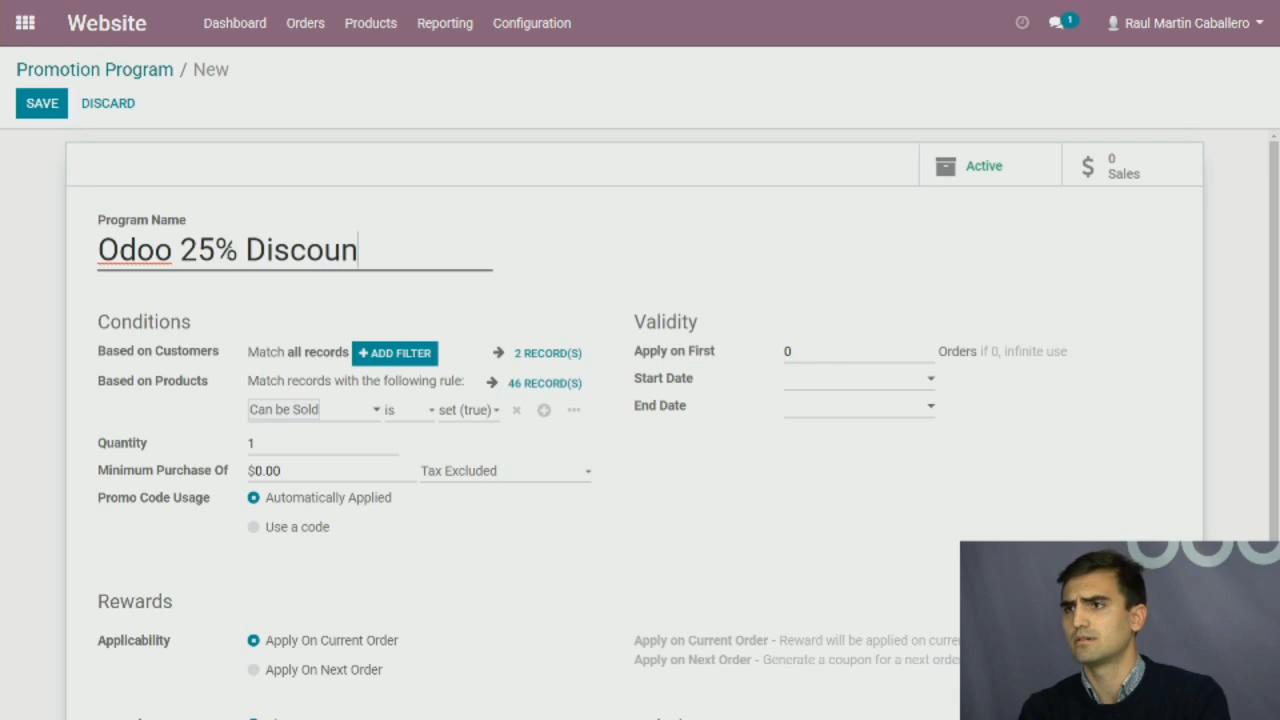 Website Dashboard Orders Products Reporting Configuration 1 Raul Martin Caballero
Promotion Program / New
SAVE DISCARD
Active
0
Sales
Program Name
Odoo 25% Discoun
Conditions
Validity
Based on Customers Match all records + ADD FILTER 2 RECORD(S)
Apply on First 0 Orders if 0, infinite use
Based on Products Match records with the following rule: 46 RECORD(S)
Start Date
Can be Sold is set (true)
End Date
Quantity 1
Minimum Purchase Of $0.00 Tax Excluded
Promo Code Usage Automatically Applied
Use a code
Rewards
Applicability Apply On Current Order
Apply on Current Order - Reward will be applied on
Apply On Next Order
Apply on Next Order - Generate a coupon for a next